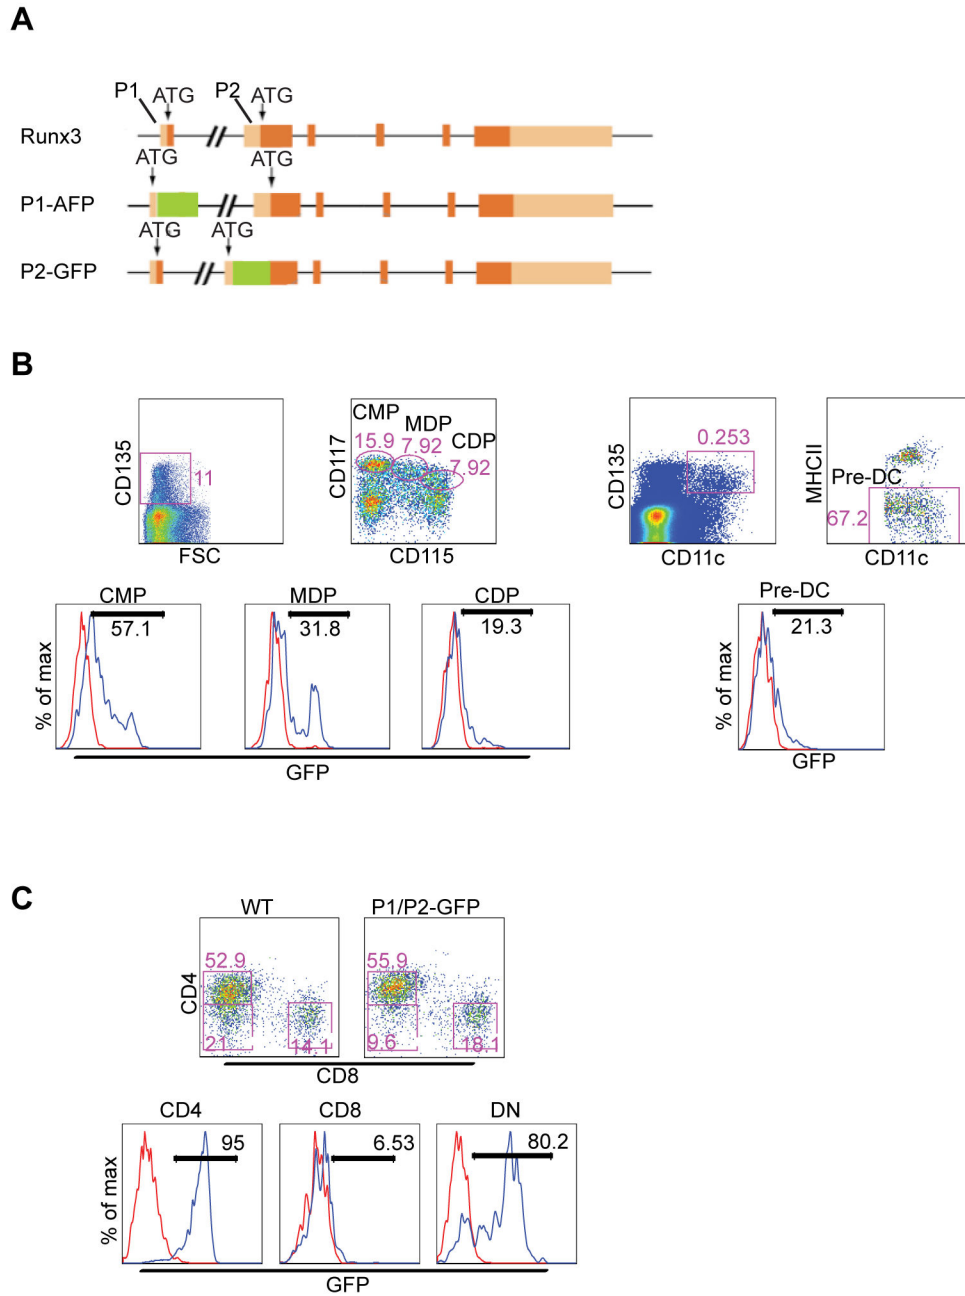 A
P1 ATG P2 ATG
Runx3
ATG ATG
P1-AFP
ATG ATG
P2-GFP
B
CD135
11
FSC
CD117
CMP
MDP
CDP
15.9
7.92
7.92
CD115
CD135
0.253
CD11c
MHCII
Pre-DC
67.2
CD11c
% of max
CMP
57.1
MDP
31.8
CDP
19.3
GFP
% of max
Pre-DC
21.3
GFP
C
WT P1/P2-GFP
CD4
52.9
21
14.1
55.9
9.6
18.1
CD8
% of max
CD4
95
CD8
6.53
DN
80.2
GFP